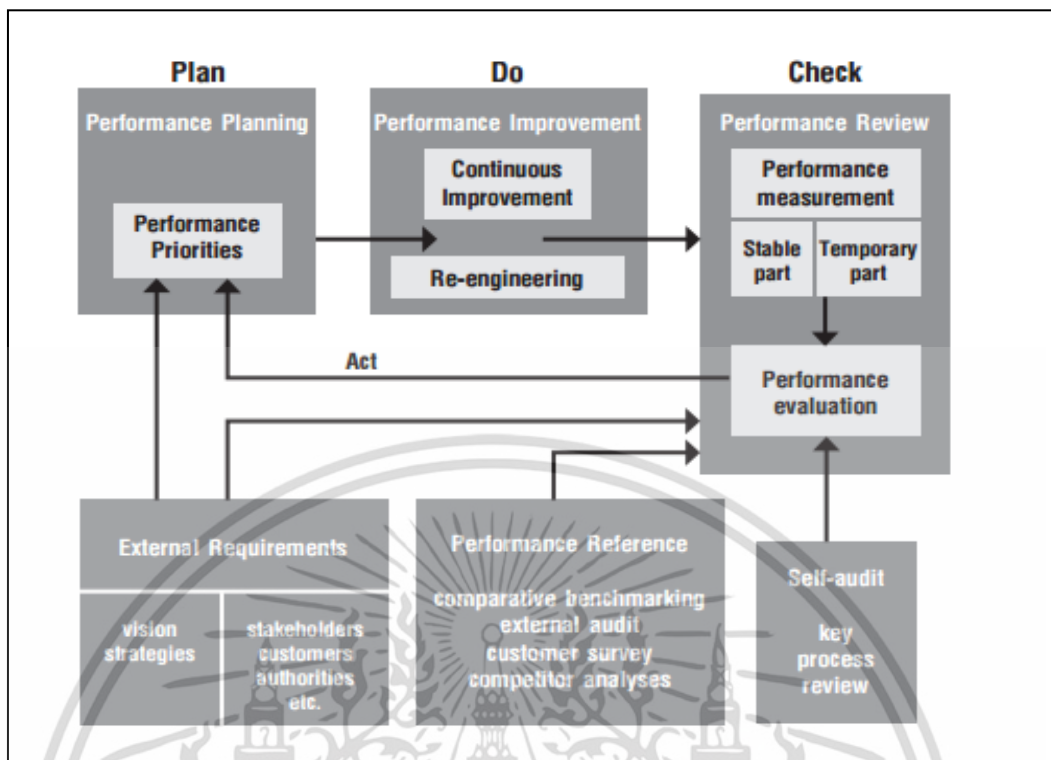 Plan
Performance Planning
Performance
Priorities
Do
Performance Improvement
Continuous
Improvement
Re-engineering
Check
Performance Review
Performance
measurement
Stable
part
Temporary
part
Performance
evaluation
Act
External Requirements
vision
strategies
stakeholders
customers
authorities
etc.
Performance Reference
comparative benchmarking
external audit
customer survey
competitor analyses
Self-audit
key
process
review